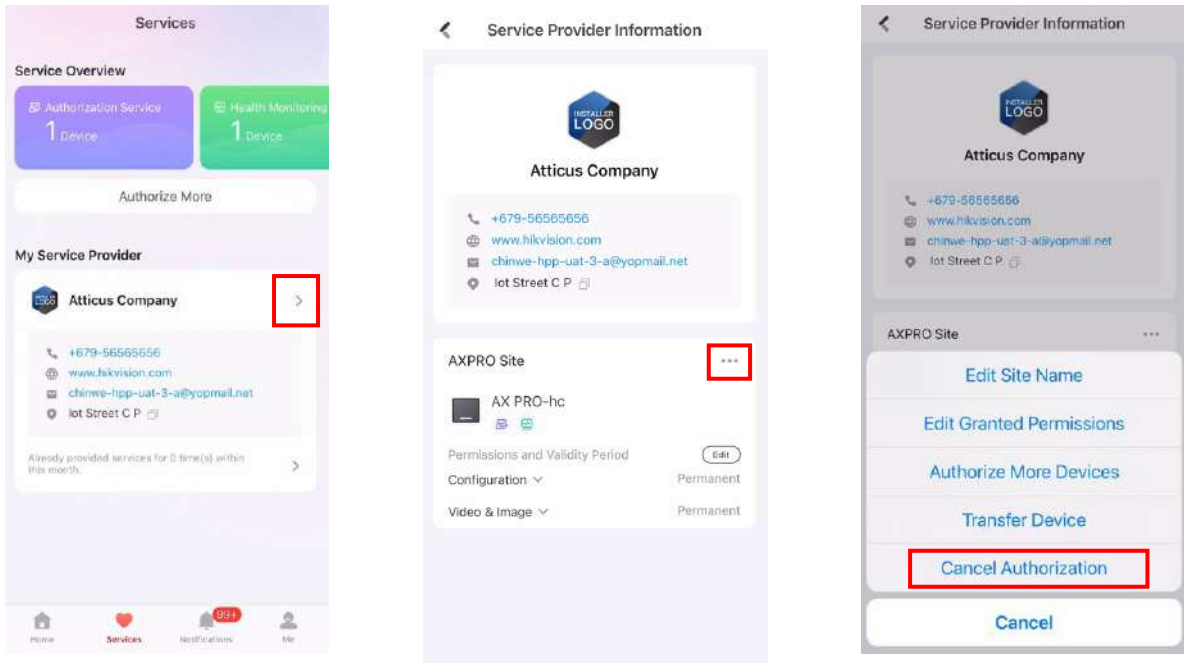 Services
Service Overview
Authorization Service
1 Device
Health Monitoring
1 Device
Authorize More
My Service Provider
INSTALLER
LOGO
Atticus Company
+679-56565656
www.hikvision.com
chinwe-hpp-uat-3-a@yopmail.net
Iot Street C P
Already provided services for 0 time(s) within
this month.
99+
Home Services Notifications Me
Service Provider Information
INSTALLER
LOGO
Atticus Company
+679-56565656
www.hikvision.com
chinwe-hpp-uat-3-a@yopmail.net
Iot Street C P
AXPRO Site
AX PRO-hc
Permissions and Validity Period Edit
Configuration Permanent
Video & Image Permanent
Service Provider Information
INSTALLER
LOGO
Atticus Company
+679-56565656
www.hikvision.com
chinwe-hpp-uat-3-a@yopmail.net
Iot Street C P
AXPRO Site
Edit Site Name
Edit Granted Permissions
Authorize More Devices
Transfer Device
Cancel Authorization
Cancel